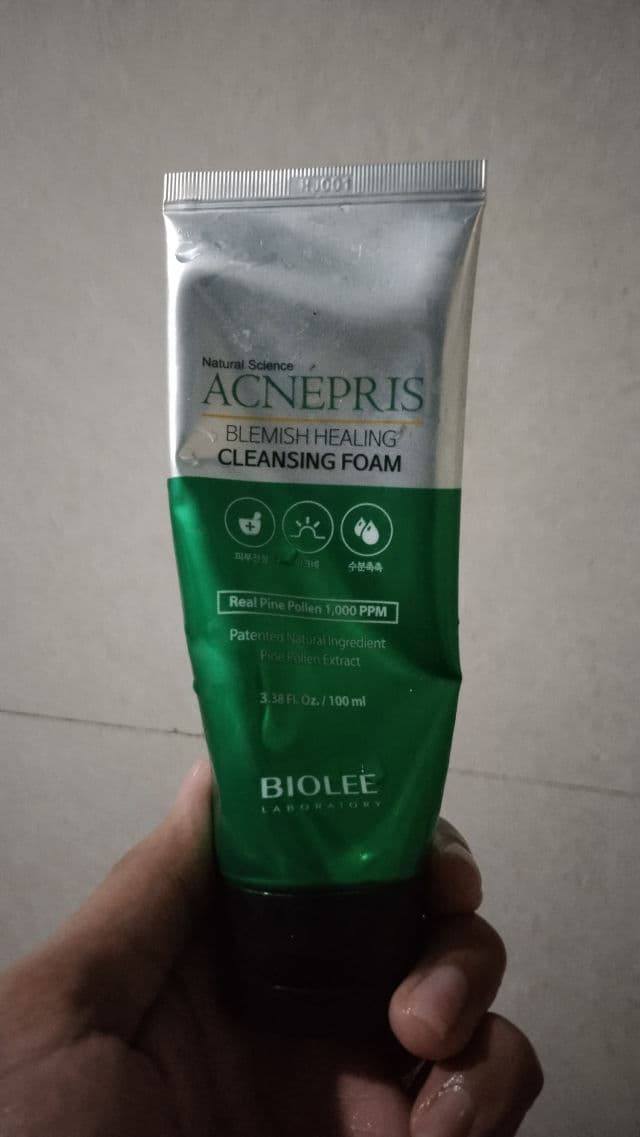 HJ001
Natural Science
ACNEPRIS
BLEMISH HEALING
CLEANSING FOAM
피부진정 수분촉촉
Real Pine Pollen 1,000 PPM
Patented Natural Ingredient
Pine Pollen Extract
3.38 Fl. Oz. / 100 ml
BIOLEE
LABORATORY